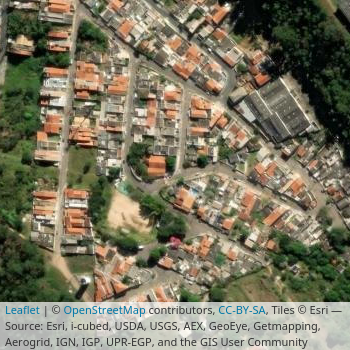 Leaflet | © OpenStreetMap contributors, CC-BY-SA, Tiles © Esri —
Source: Esri, i-cubed, USDA, USGS, AEX, GeoEye, Getmapping,
Aerogrid, IGN, IGP, UPR-EGP, and the GIS User Community